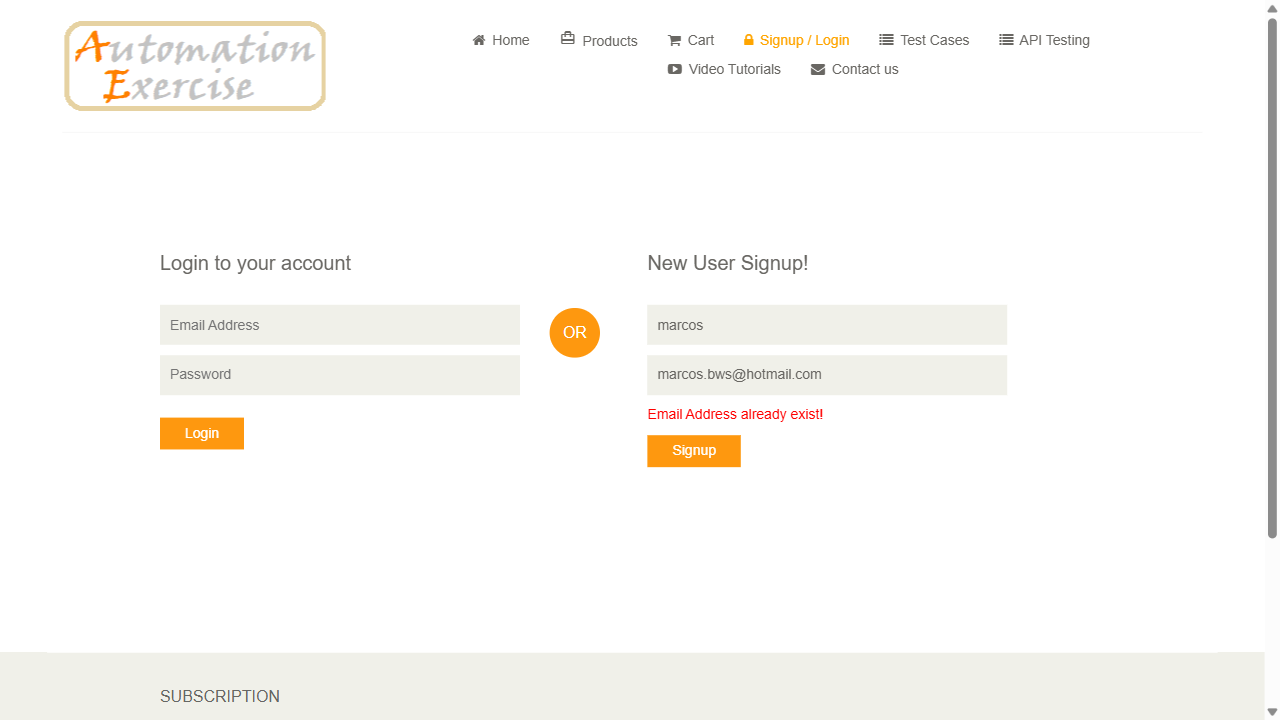 Automation
Exercise
Home
Products
Cart
Signup / Login
Test Cases
API Testing
Video Tutorials
Contact us
Login to your account
Email Address
Password
Login
OR
New User Signup!
marcos
marcos.bws@hotmail.com
Email Address already exist!
Signup
SUBSCRIPTION